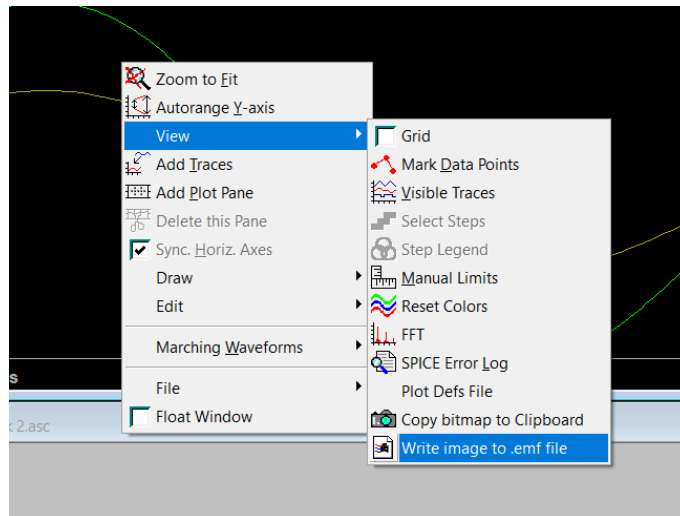 Zoom to Fit
Autorange Y-axis
View
Add Traces
Add Plot Pane
Delete this Pane
Sync. Horiz. Axes
Draw
Edit
Marching Waveforms
File
Float Window
Grid
Mark Data Points
Visible Traces
Select Steps
Step Legend
Manual Limits
Reset Colors
FFT
SPICE Error Log
Plot Defs File
Copy bitmap to Clipboard
Write image to .emf file
s
2.asc